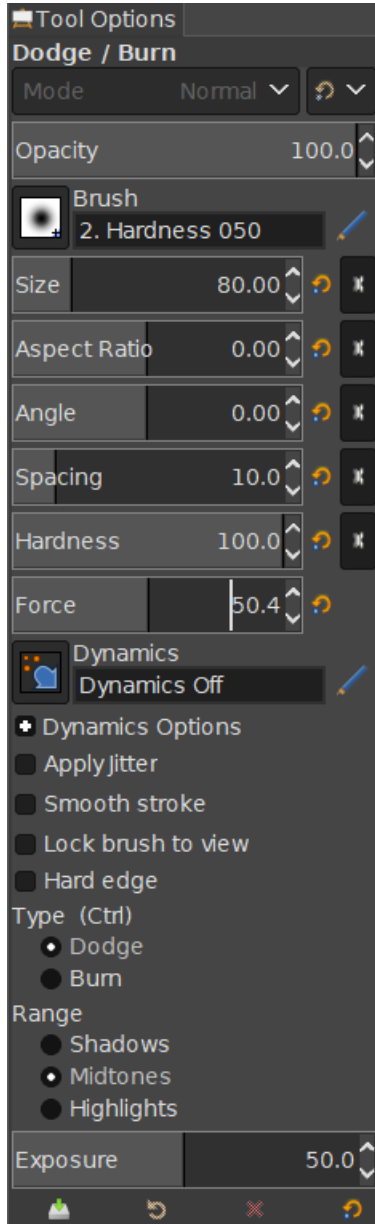 Tool Options
Dodge / Burn
Mode Normal
Opacity 100.0
Brush
2. Hardness 050
Size 80.00
Aspect Ratio 0.00
Angle 0.00
Spacing 10.0
Hardness 100.0
Force 50.4
Dynamics
Dynamics Off
Dynamics Options
Apply Jitter
Smooth stroke
Lock brush to view
Hard edge
Type (Ctrl)
Dodge
Burn
Range
Shadows
Midtones
Highlights
Exposure 50.0